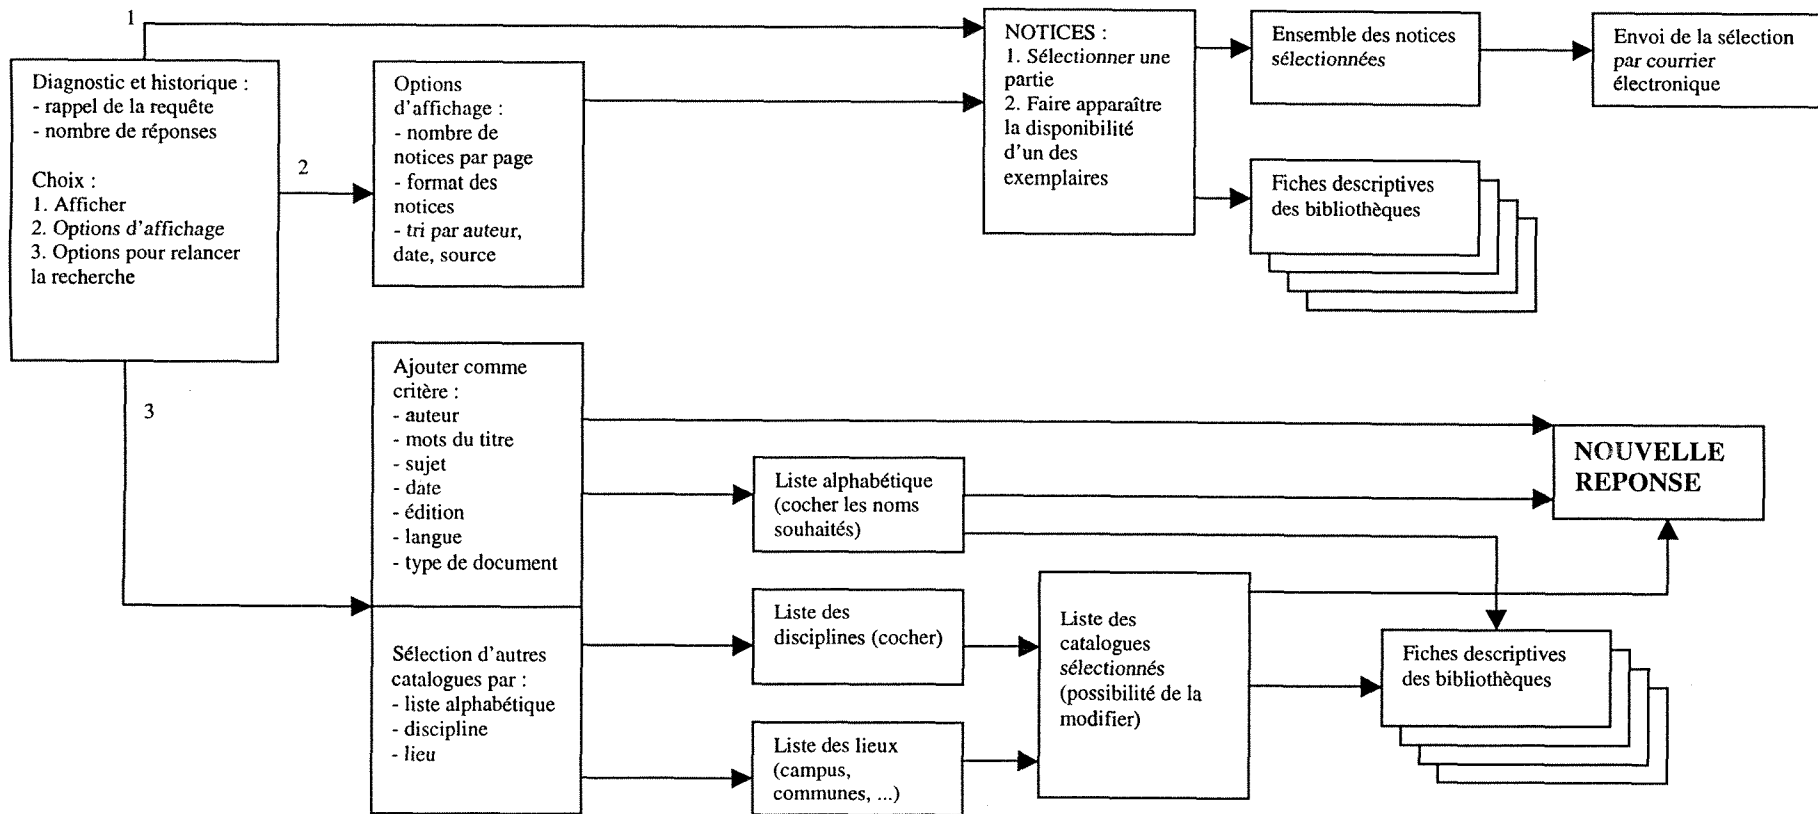 1
Diagnostic et historique :
- rappel de la requête
- nombre de réponses
Choix :
1. Afficher
2. Options d'affichage
3. Options pour relancer
la recherche
2
Options
d'affichage :
- nombre de
notices par page
- format des
notices
- tri par auteur,
date, source
NOTICES :
1. Sélectionner une
partie
2. Faire apparaître
la disponibilité
d'un des
exemplaires
Ensemble des notices
sélectionnées
Envoi de la sélection
par courrier
électronique
Fiches descriptives
des bibliothèques
3
Ajouter comme
critère :
- auteur
- mots du titre
- sujet
- date
- édition
- langue
- type de document
Sélection d'autres
catalogues par :
- liste alphabétique
- discipline
- lieu
Liste alphabétique
(cocher les noms
souhaités)
Liste des
disciplines (cocher)
Liste des lieux
(campus,
communes, ...)
Liste des
catalogues
sélectionnés
(possibilité de la
modifier)
NOUVELLE
REPONSE
Fiches descriptives
des bibliothèques